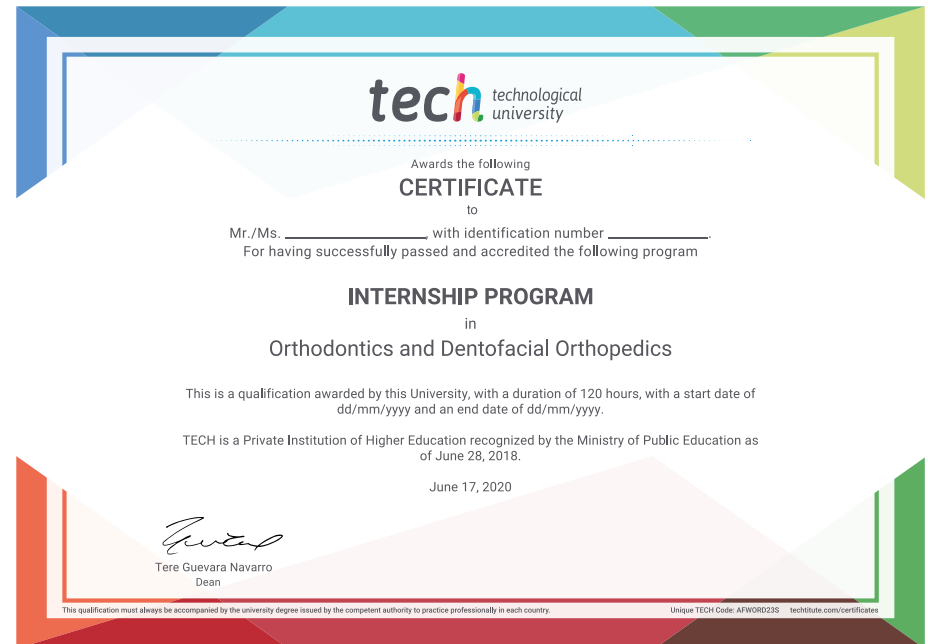 tech technological
university
Awards the following
CERTIFICATE
to
Mr./Ms. ____________________, with identification number ______________.
For having successfully passed and accredited the following program
INTERNSHIP PROGRAM
in
Orthodontics and Dentofacial Orthopedics
This is a qualification awarded by this University, with a duration of 120 hours, with a start date of
dd/mm/yyyy and an end date of dd/mm/yyyy.
TECH is a Private Institution of Higher Education recognized by the Ministry of Public Education as
of June 28, 2018.
June 17, 2020
Tere Guevara Navarro
Dean
This qualification must always be accompanied by the university degree issued by the competent authority to practice professionally in each country.
Unique TECH Code: AFWORD23S techtitute.com/certificates